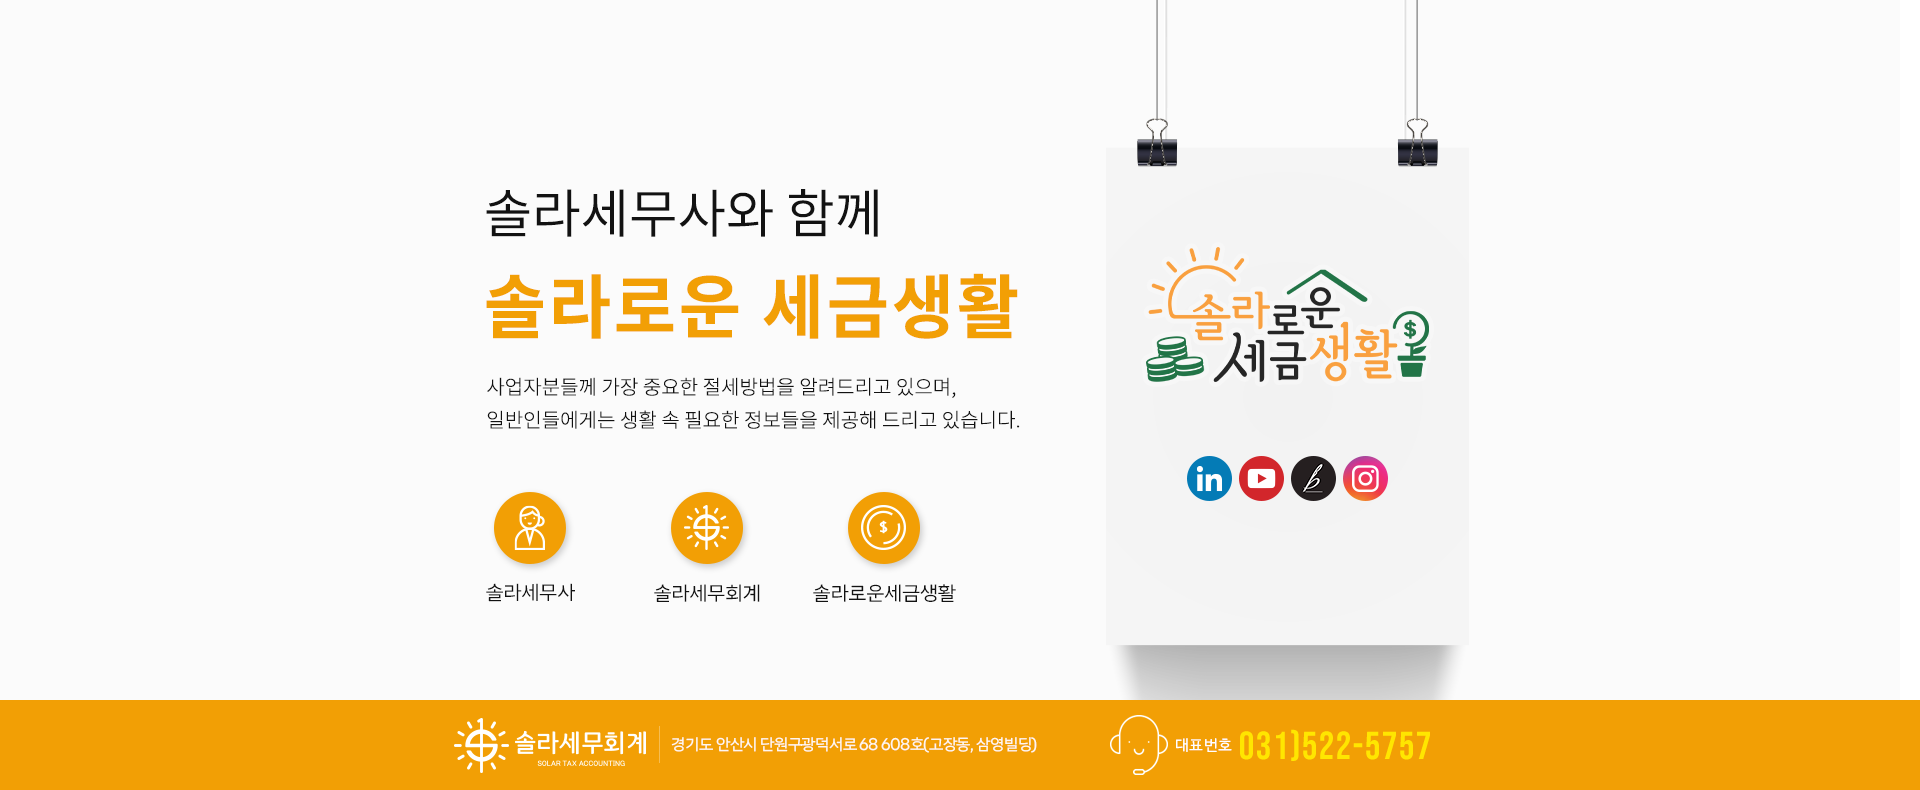 솔라세무사와 함께
솔라로운 세금생활
사업자분들께 가장 중요한 절세방법을 알려드리고 있으며,
일반인들에게는 생활 속 필요한 정보들을 제공해 드리고 있습니다.
솔라세무사
솔라세무회계
솔라로운세금생활
솔라로운
세금생활
솔라세무회계
SOLAR TAX ACCOUNTING
경기도 안산시 단원구광덕서로 68 608호(고장동, 삼영빌딩)
대표번호 031)522-5757